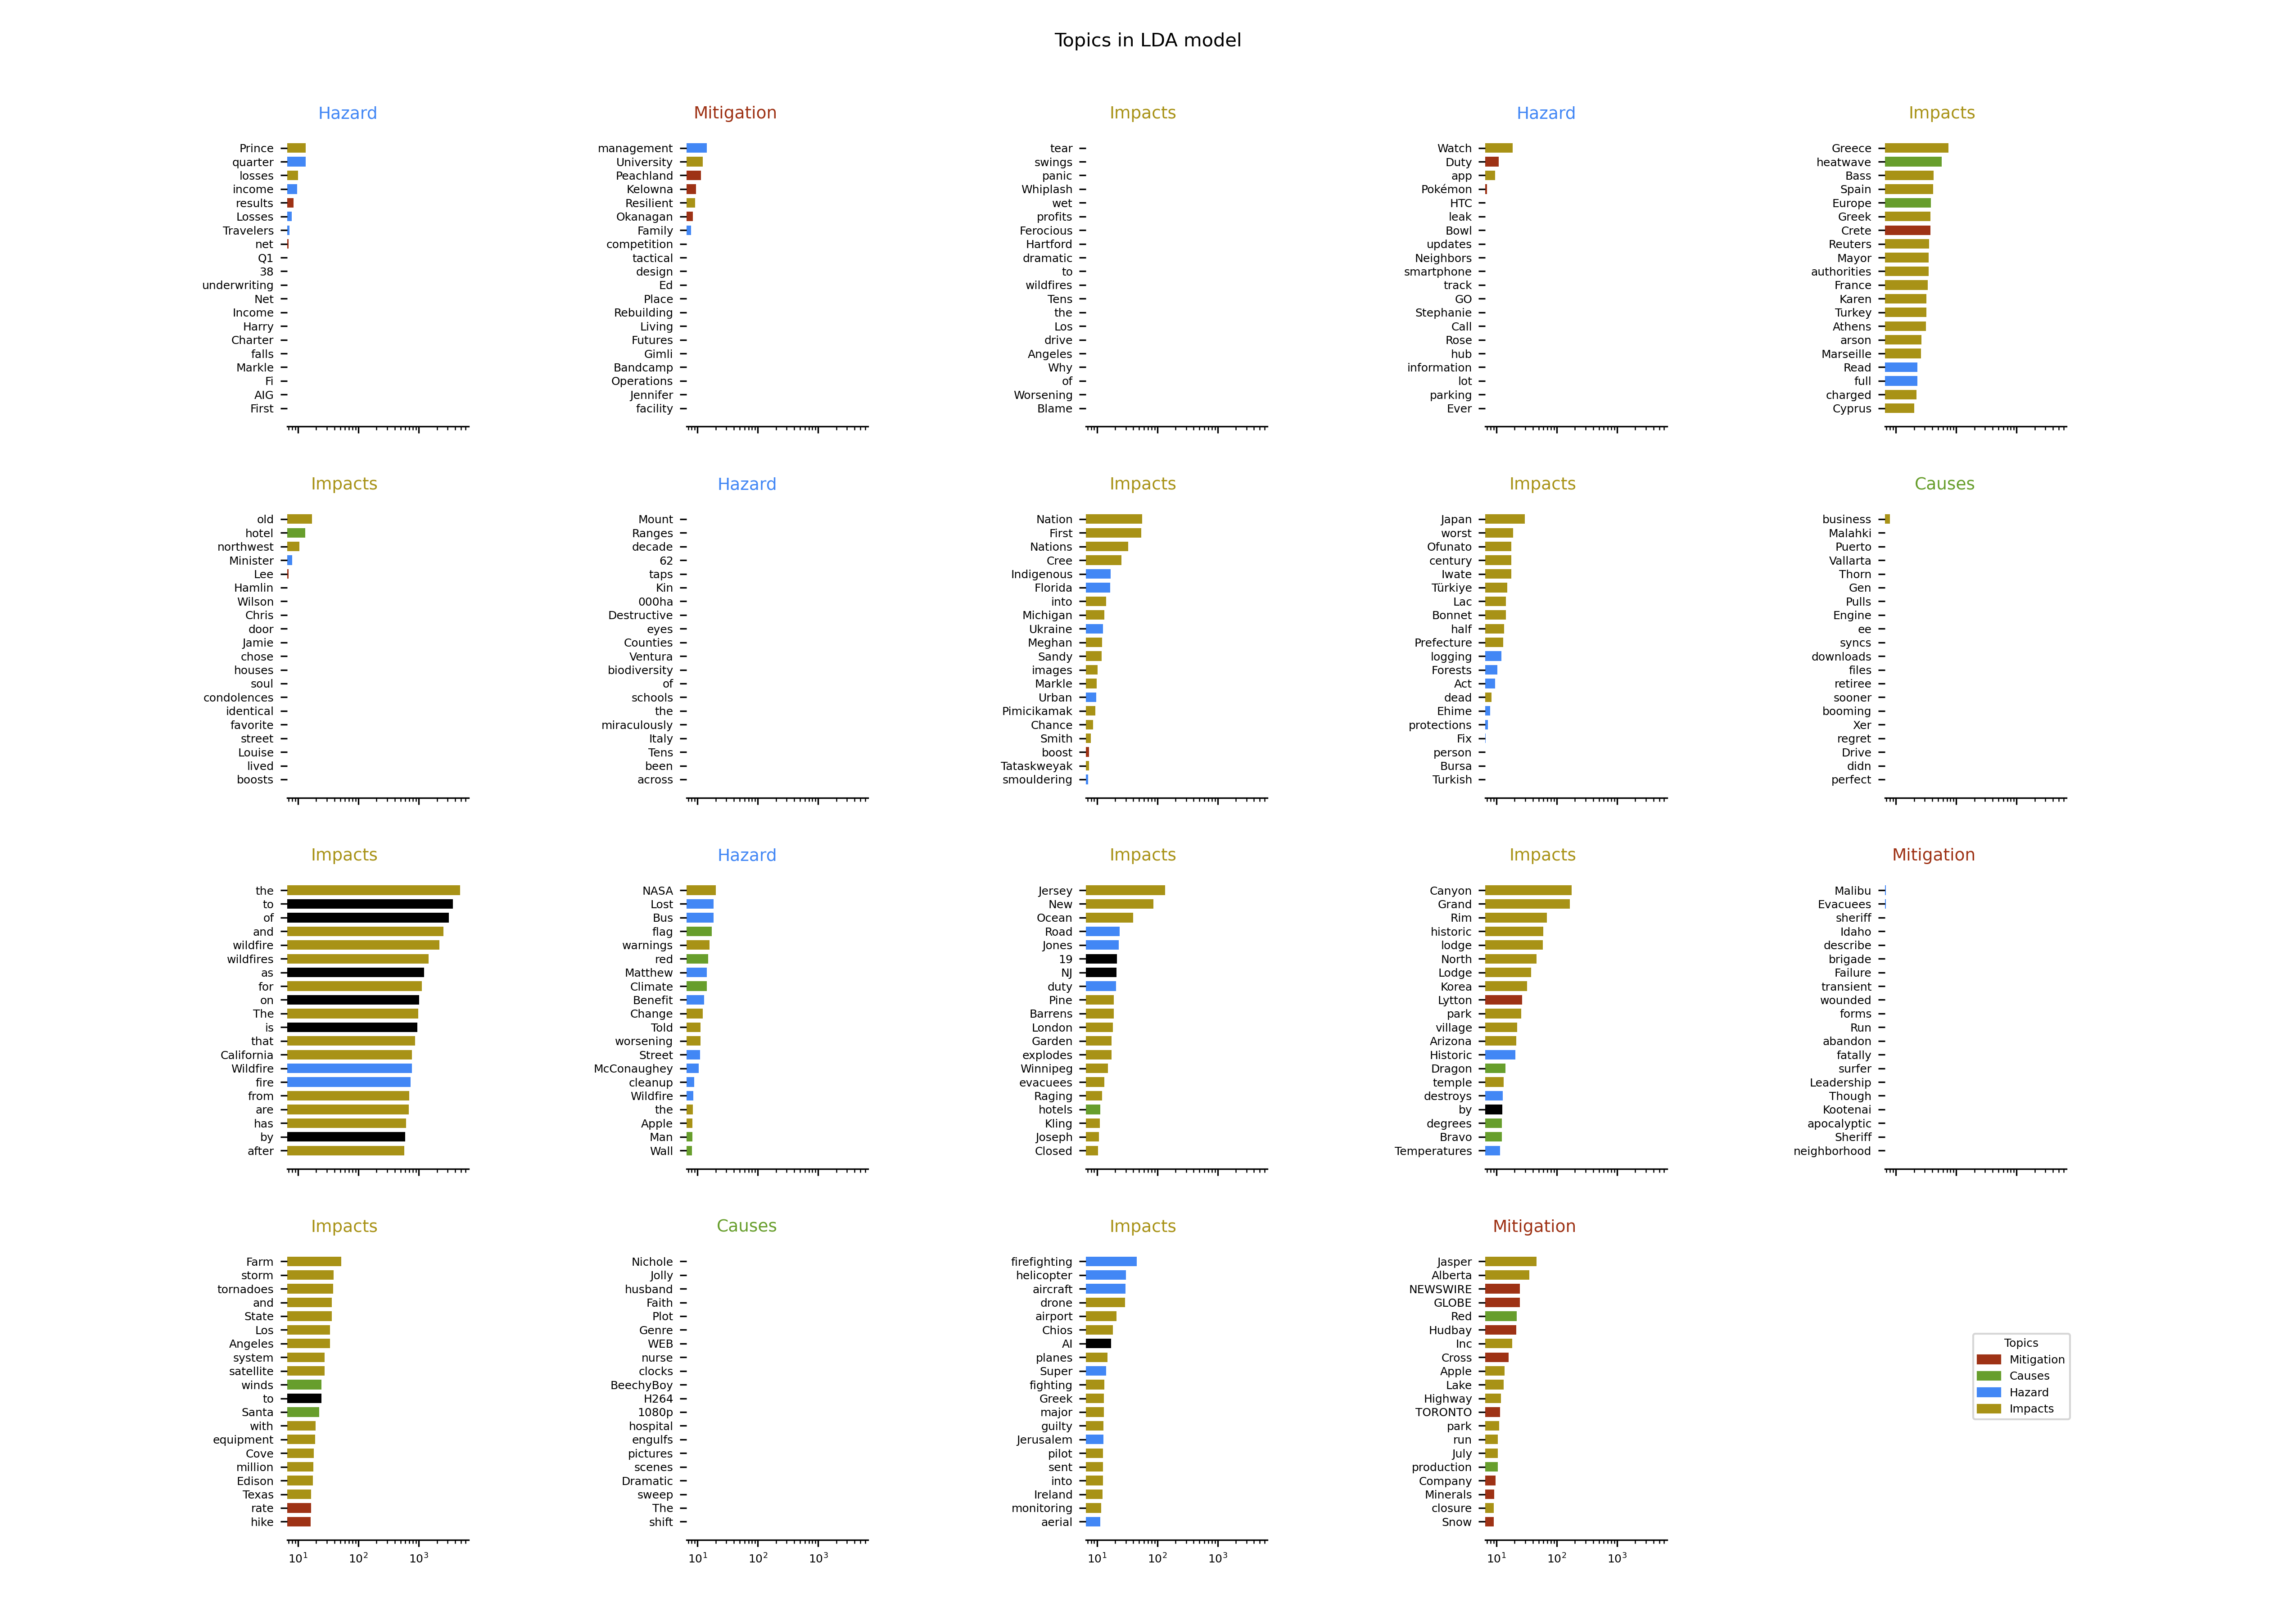 Topics in LDA model
Hazard
Prince
quarter
losses
income
results
Losses
Travelers
net
Q1
38
underwriting
Net
Income
Harry
Charter
falls
Markle
Fi
AIG
First
Mitigation
management
University
Peachland
Kelowna
Resilient
Okanagan
Family
competition
tactical
design
Ed
Place
Rebuilding
Living
Futures
Gimli
Bandcamp
Operations
Jennifer
facility
Impacts
tear
swings
panic
Whiplash
wet
profits
Ferocious
Hartford
dramatic
to
wildfires
Tens
the
Los
drive
Angeles
Why
of
Worsening
Blame
Hazard
Watch
Duty
app
Pokémon
HTC
leak
Bowl
updates
Neighbors
smartphone
track
GO
Stephanie
Call
Rose
hub
information
lot
parking
Ever
Impacts
Greece
heatwave
Bass
Spain
Europe
Greek
Crete
Reuters
Mayor
authorities
France
Karen
Turkey
Athens
arson
Marseille
Read
full
charged
Cyprus
Impacts
old
hotel
northwest
Minister
Lee
Hamlin
Wilson
Chris
door
Jamie
chose
houses
soul
condolences
identical
favorite
street
Louise
lived
boosts
Hazard
Mount
Ranges
decade
62
taps
Kin
000ha
Destructive
eyes
Counties
Ventura
biodiversity
of
schools
the
miraculously
Italy
Tens
been
across
Impacts
Nation
First
Nations
Cree
Indigenous
Florida
into
Michigan
Ukraine
Meghan
Sandy
images
Markle
Urban
Pimicikamak
Chance
Smith
boost
Tataskweyak
smouldering
Impacts
Japan
worst
Ofunato
century
Iwate
Türkiye
Lac
Bonnet
half
Prefecture
logging
Forests
Act
dead
Ehime
protections
Fix
person
Bursa
Turkish
Causes
business
Malahki
Puerto
Vallarta
Thorn
Gen
Pulls
Engine
ee
syncs
downloads
files
retiree
sooner
booming
Xer
regret
Drive
didn
perfect
Impacts
the
to
of
and
wildfire
wildfires
as
for
on
The
is
that
California
Wildfire
fire
from
are
has
by
after
Hazard
NASA
Lost
Bus
flag
warnings
red
Matthew
Climate
Benefit
Change
Told
worsening
Street
McConaughey
cleanup
Wildfire
the
Apple
Man
Wall
Impacts
Jersey
New
Ocean
Road
Jones
19
NJ
duty
Pine
Barrens
London
Garden
explodes
Winnipeg
evacuees
Raging
hotels
Kling
Joseph
Closed
Impacts
Canyon
Grand
Rim
historic
lodge
North
Lodge
Korea
Lytton
park
village
Arizona
Historic
Dragon
temple
destroys
by
degrees
Bravo
Temperatures
Mitigation
Malibu
Evacuees
sheriff
Idaho
describe
brigade
Failure
transient
wounded
forms
Run
abandon
fatally
surfer
Leadership
Though
Kootenai
apocalyptic
Sheriff
neighborhood
Impacts
Farm
storm
tornadoes
and
State
Los
Angeles
system
satellite
winds
to
Santa
with
equipment
Cove
million
Edison
Texas
rate
hike
10¹ 10² 10³
Causes
Nichole
Jolly
husband
Faith
Plot
Genre
WEB
nurse
clocks
BeechyBoy
H264
1080p
hospital
engulfs
pictures
scenes
Dramatic
sweep
The
shift
10¹ 10² 10³
Impacts
firefighting
helicopter
aircraft
drone
airport
Chios
AI
planes
Super
fighting
Greek
major
guilty
Jerusalem
pilot
sent
into
Ireland
monitoring
aerial
10¹ 10² 10³
Mitigation
Jasper
Alberta
NEWSWIRE
GLOBE
Red
Hudbay
Inc
Cross
Apple
Lake
Highway
TORONTO
park
run
July
production
Company
Minerals
closure
Snow
10¹ 10² 10³
Topics
Mitigation
Causes
Hazard
Impacts